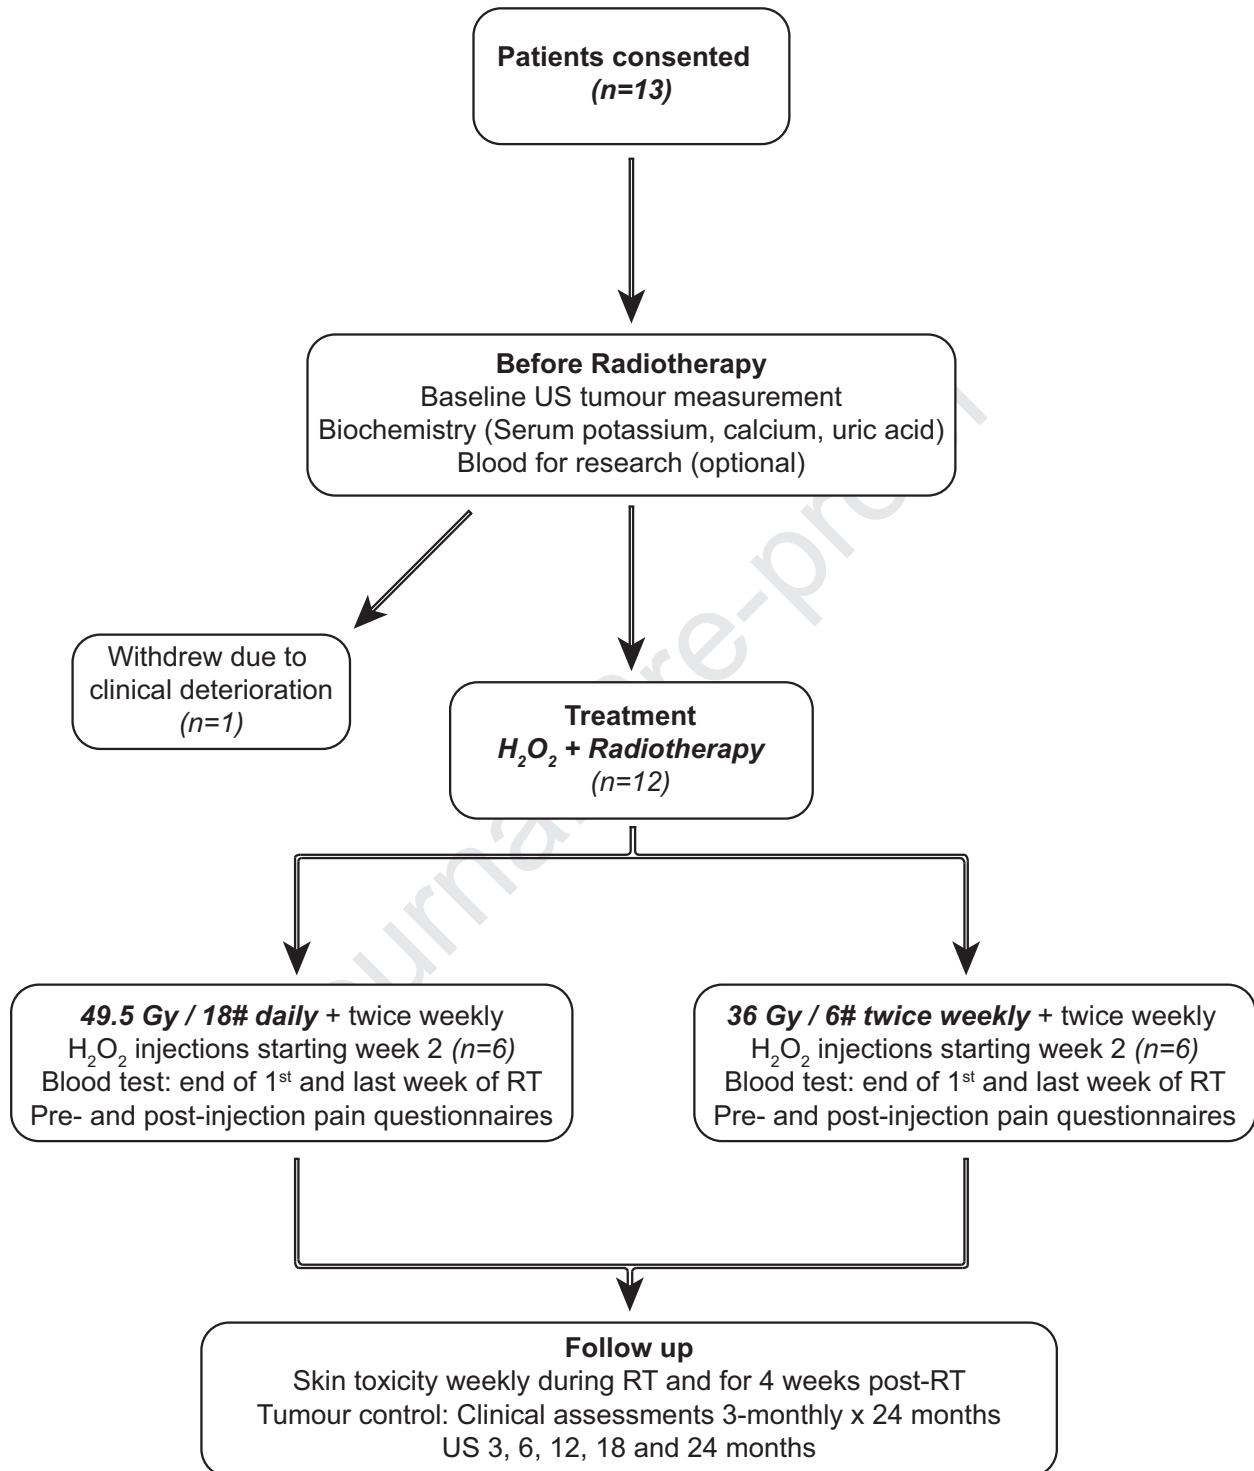 Patients consented
(n=13)
Before Radiotherapy
Baseline US tumour measurement
Biochemistry (Serum potassium, calcium, uric acid)
Blood for research (optional)
Withdrew due to
clinical deterioration
(n=1)
Treatment
H₂O₂ + Radiotherapy
(n=12)
49.5 Gy / 18# daily + twice weekly
H₂O₂ injections starting week 2 (n=6)
Blood test: end of 1ˢᵗ and last week of RT
Pre- and post-injection pain questionnaires
36 Gy / 6# twice weekly + twice weekly
H₂O₂ injections starting week 2 (n=6)
Blood test: end of 1ˢᵗ and last week of RT
Pre- and post-injection pain questionnaires
Follow up
Skin toxicity weekly during RT and for 4 weeks post-RT
Tumour control: Clinical assessments 3-monthly x 24 months
US 3, 6, 12, 18 and 24 months